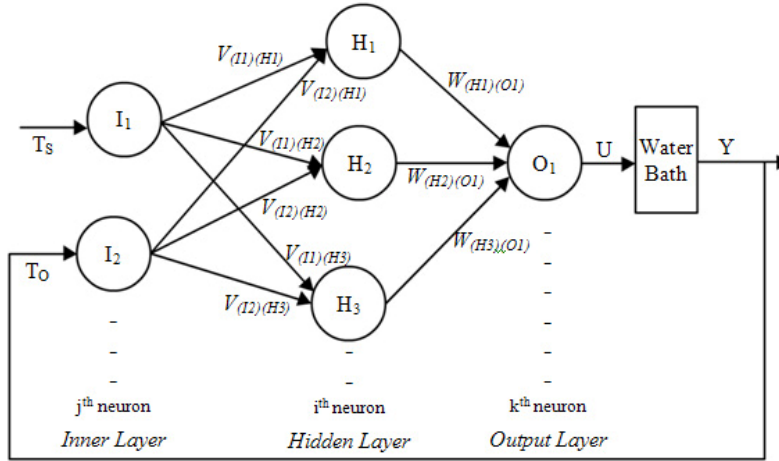 H₁
V(I1)(H1)
V(I2)(H1)
W(H1)(O1)
I₁
Tₛ
V(I1)(H2)
H₂
W(H2)(O1)
O₁
U
Water
Bath
Y
V(I2)(H2)
I₂
T₀
V(I1)(H3)
W(H3),(O1)
V(I2)(H3)
H₃
jᵗʰ neuron
iᵗʰ neuron
kᵗʰ neuron
Inner Layer
Hidden Layer
Output Layer